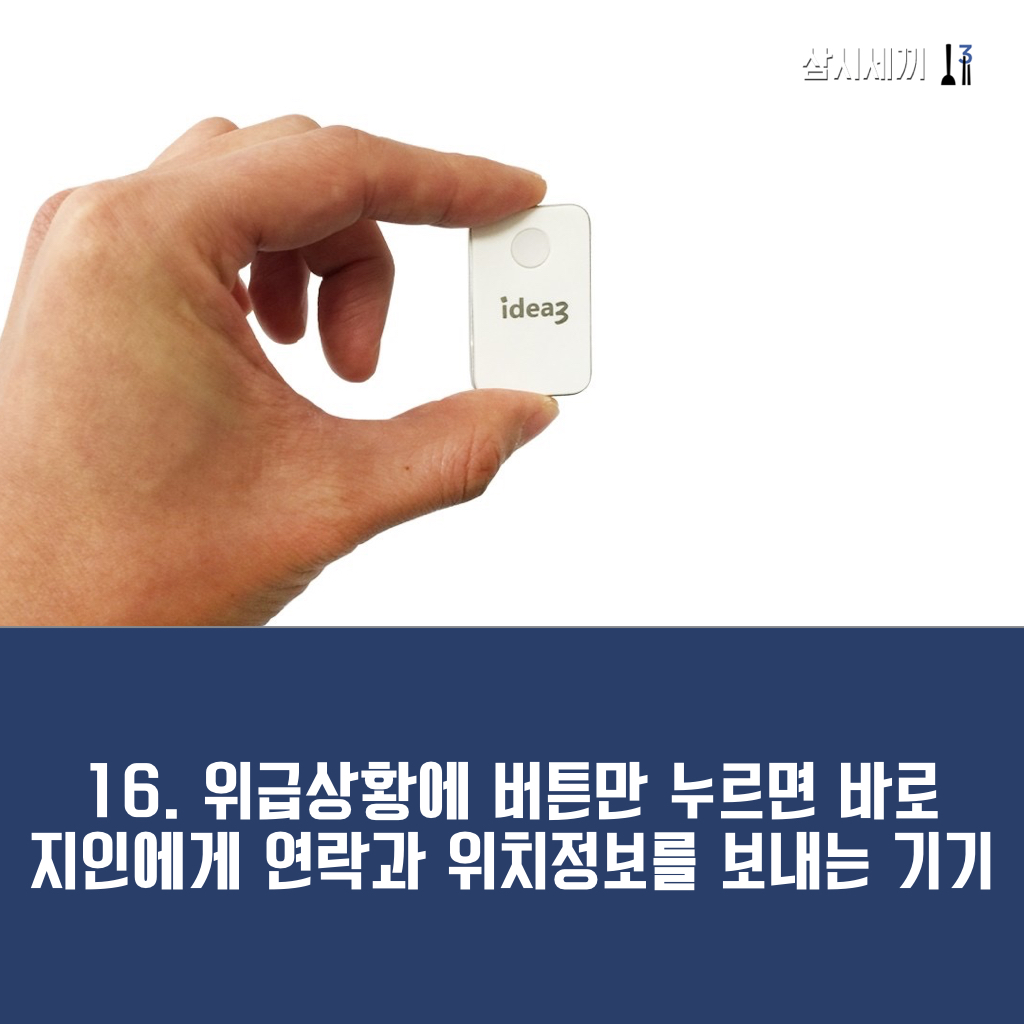 삼시세끼 3
idea3
16. 위급상황에 버튼만 누르면 바로
지인에게 연락과 위치정보를 보내는 기기